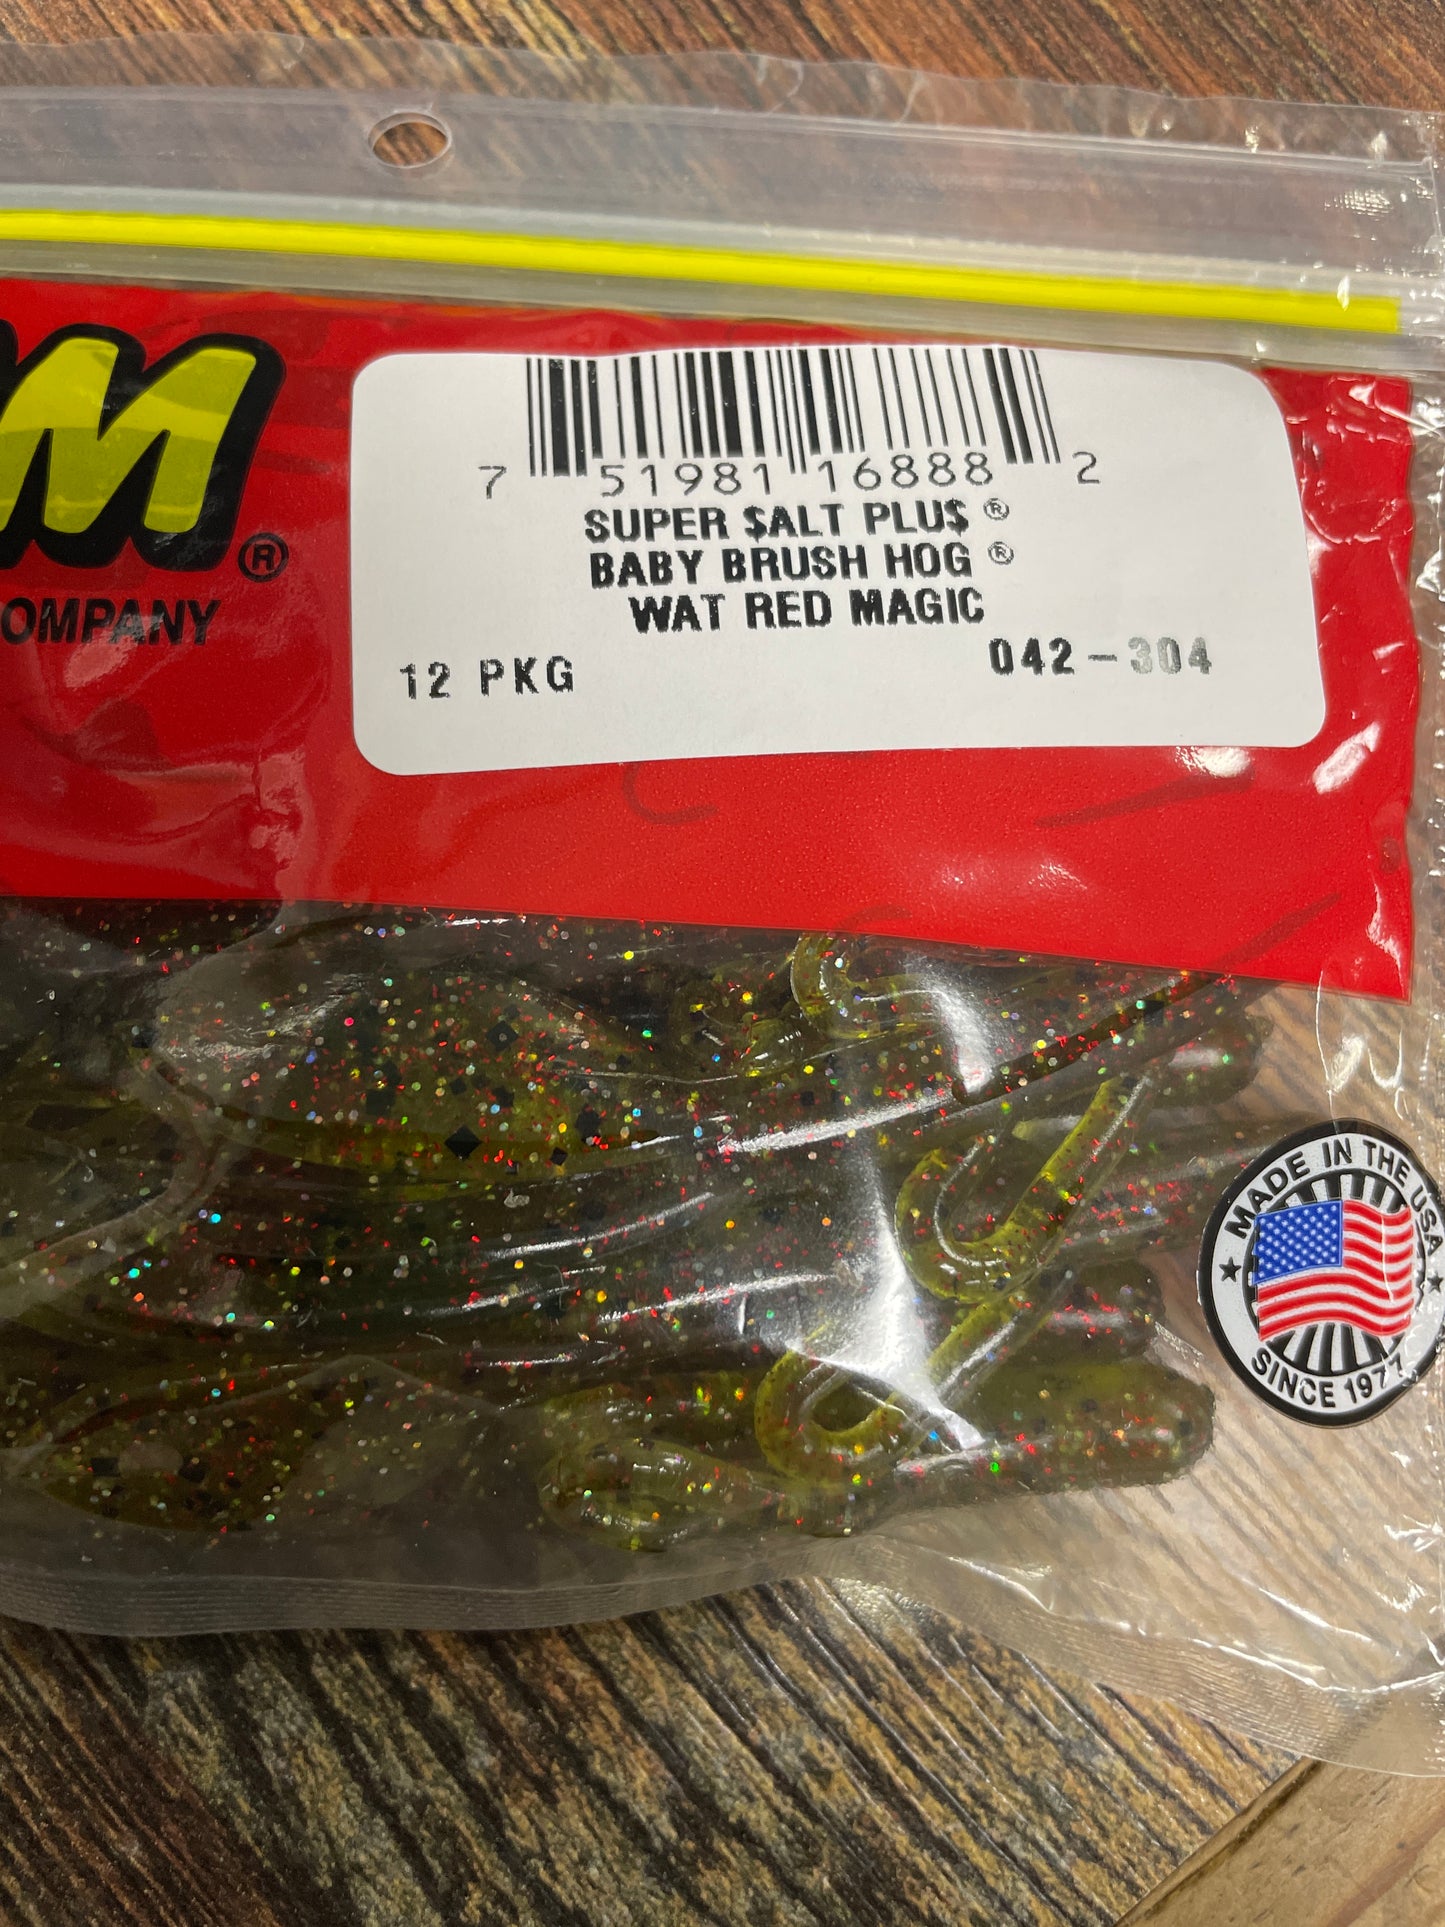 M®
OMPANY
7 51981 16888 2
SUPER $ALT PLU$ ®
BABY BRUSH HOG ®
WAT RED MAGIC
12 PKG
042-304
MADE IN THE USA
SINCE 1977